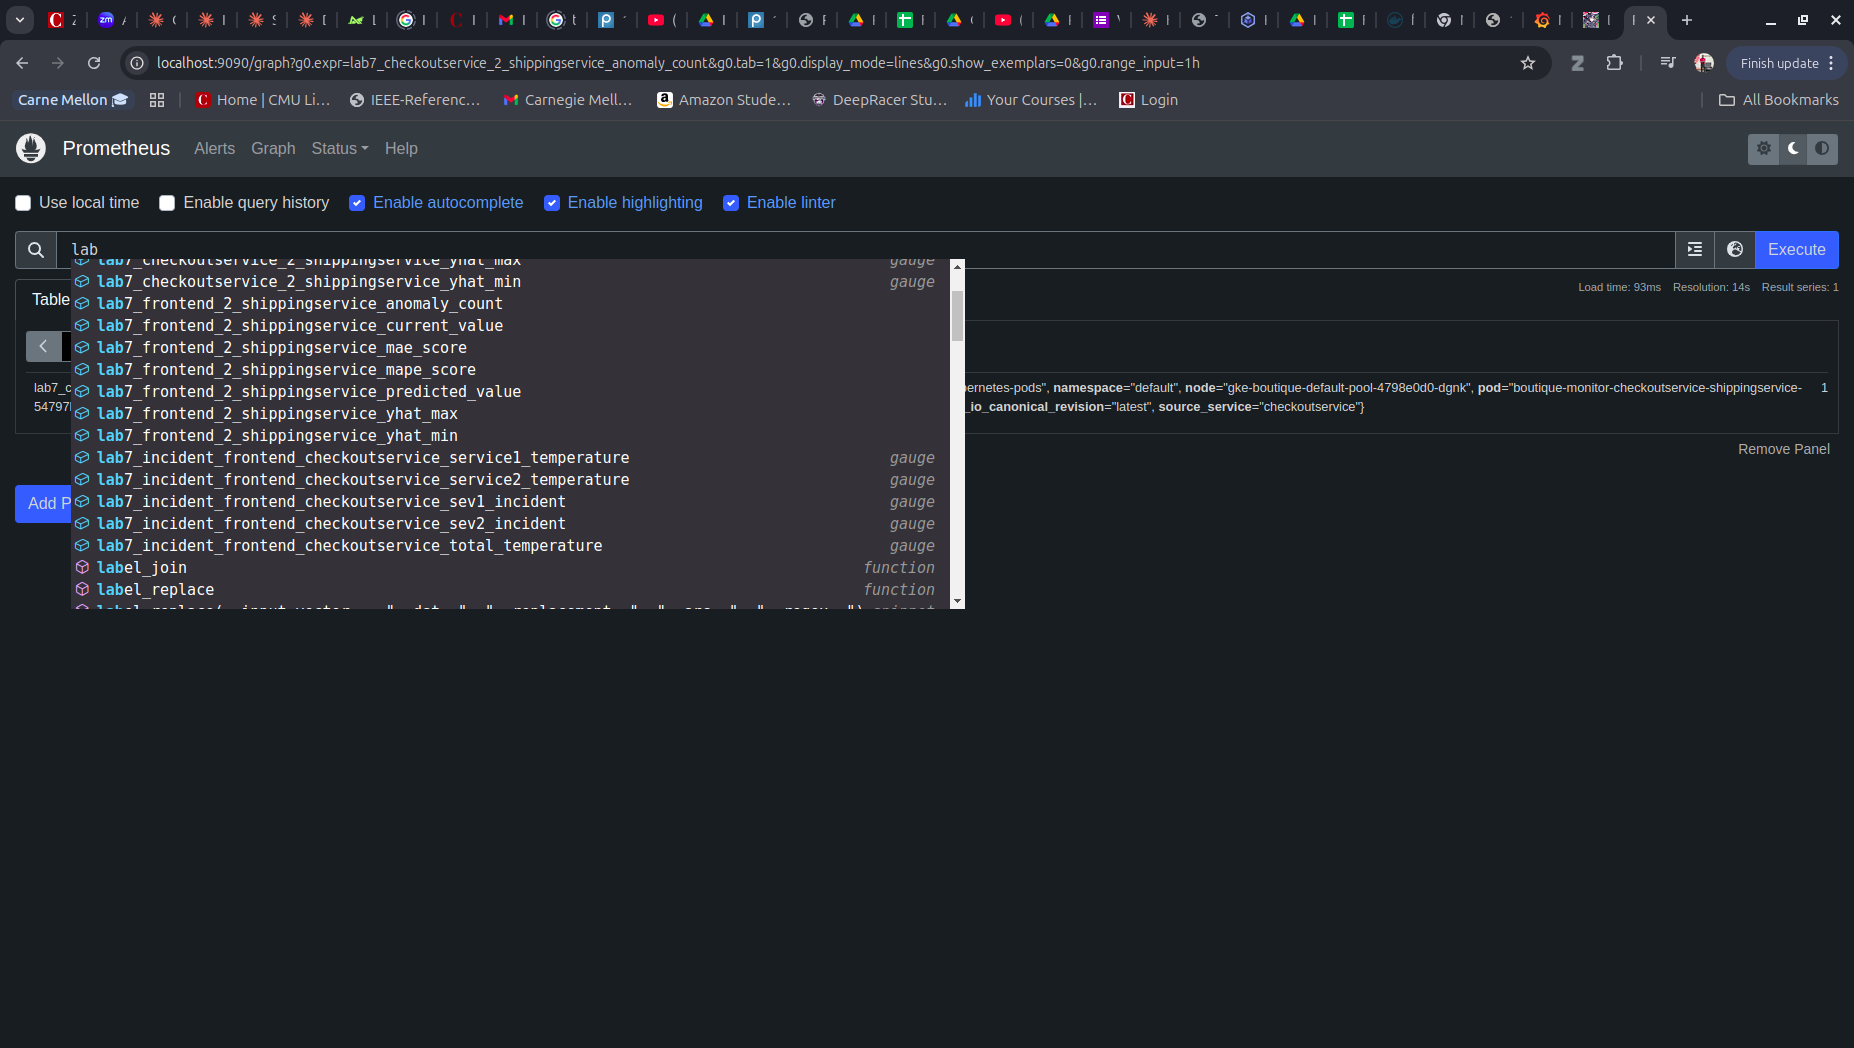 localhost:9090/graph?g0.expr=lab7_checkoutservice_2_shippingservice_anomaly_count&g0.tab=1&g0.display_mode=lines&g0.show_exemplars=0&g0.range_input=1h
Finish update
Carne Mellon
Home | CMU Li...
IEEE-Referenc...
Carnegie Mell...
Amazon Stude...
DeepRacer Stu...
Your Courses |...
Login
All Bookmarks
Prometheus Alerts Graph Status Help
Use local time Enable query history Enable autocomplete Enable highlighting Enable linter
lab
Execute
lab7_checkoutservice_2_shippingservice_yhat_max gauge
lab7_checkoutservice_2_shippingservice_yhat_min gauge
Table
Load time: 93ms Resolution: 14s Result series: 1
lab7_frontend_2_shippingservice_anomaly_count
lab7_frontend_2_shippingservice_current_value
lab7_frontend_2_shippingservice_mae_score
lab7_frontend_2_shippingservice_mape_score
lab7_frontend_2_shippingservice_predicted_value
lab7_frontend_2_shippingservice_yhat_max
lab7_frontend_2_shippingservice_yhat_min
lab7_incident_frontend_checkoutservice_service1_temperature gauge
lab7_incident_frontend_checkoutservice_service2_temperature gauge
lab7_incident_frontend_checkoutservice_sev1_incident gauge
lab7_incident_frontend_checkoutservice_sev2_incident gauge
lab7_incident_frontend_checkoutservice_total_temperature gauge
label_join function
label_replace function
lab7_c
54797
ernetes-pods", namespace="default", node="gke-boutique-default-pool-4798e0d0-dgnk", pod="boutique-monitor-checkoutservice-shippingservice- 1
_io_canonical_revision="latest", source_service="checkoutservice"}
Remove Panel
Add P